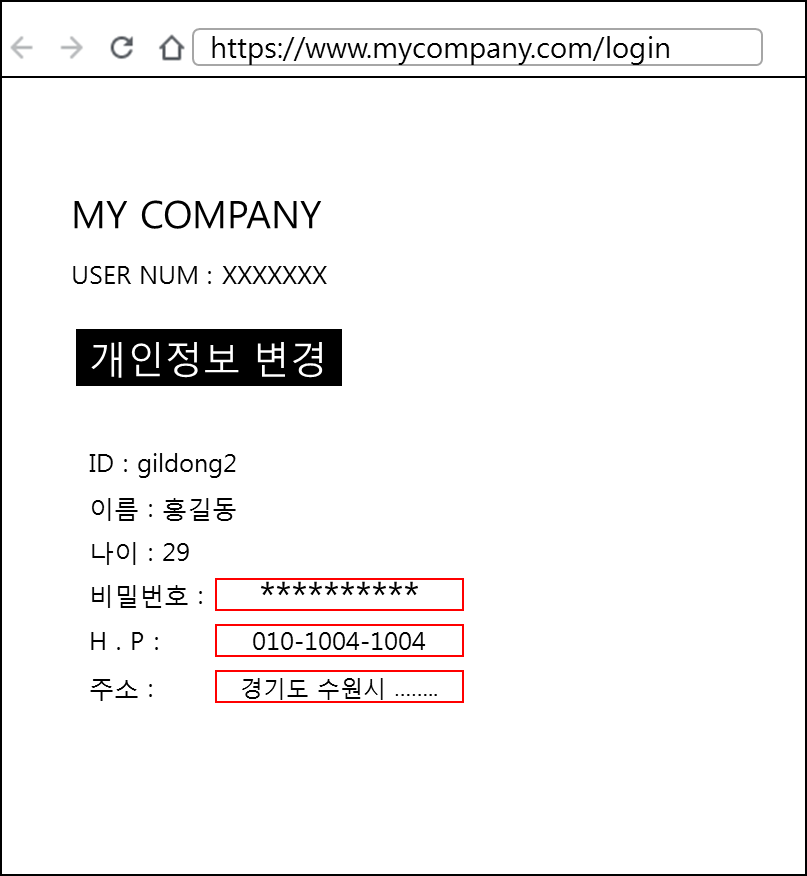 https://www.mycompany.com/login
MY COMPANY
USER NUM : XXXXXXX
개인정보 변경
ID : gildong2
이름 : 홍길동
나이 : 29
비밀번호 : **********
H . P : 010-1004-1004
주소 : 경기도 수원시 ........